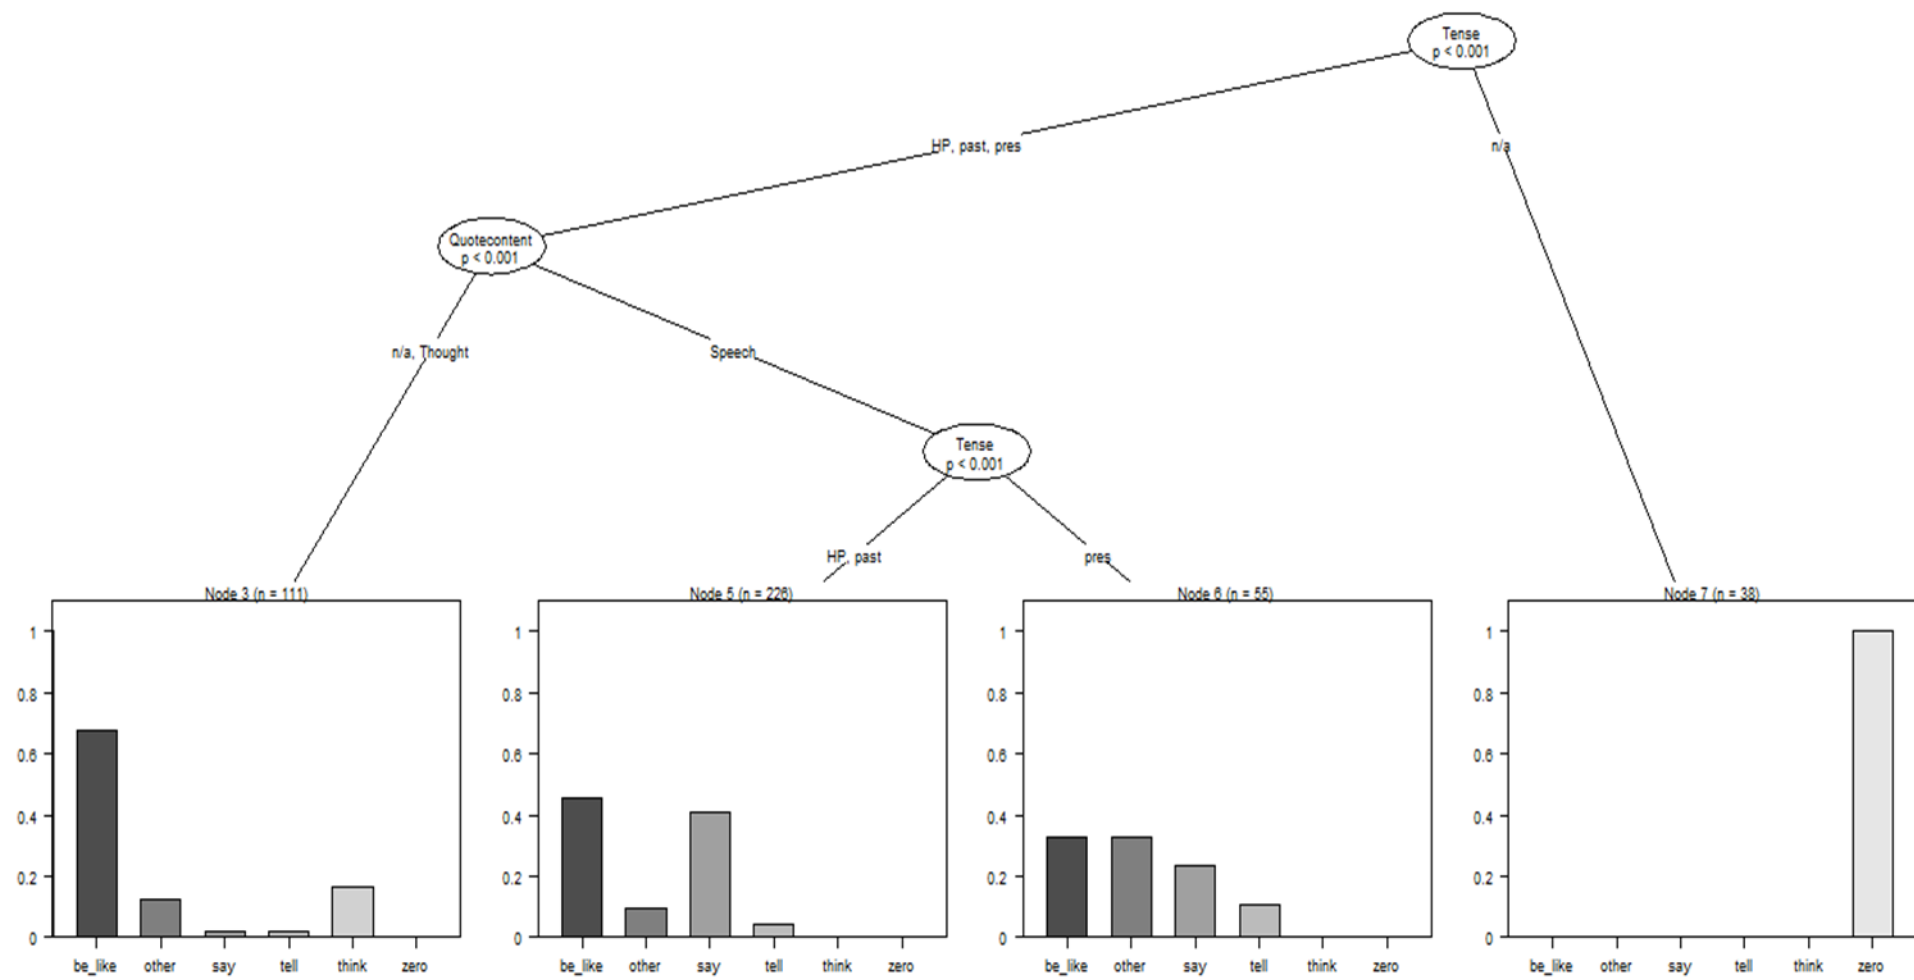 Tense
p < 0.001
HP, past, pres
n/a
Quotecontent
p < 0.001
n/a, Thought
Speech
Tense
p < 0.001
HP, past
pres
Node 3 (n = 111)
1
0.8
0.6
0.4
0.2
0
be_like other say tell think zero
Node 5 (n = 226)
1
0.8
0.6
0.4
0.2
0
be_like other say tell think zero
Node 6 (n = 55)
1
0.8
0.6
0.4
0.2
0
be_like other say tell think zero
Node 7 (n = 38)
1
0.8
0.6
0.4
0.2
0
be_like other say tell think zero